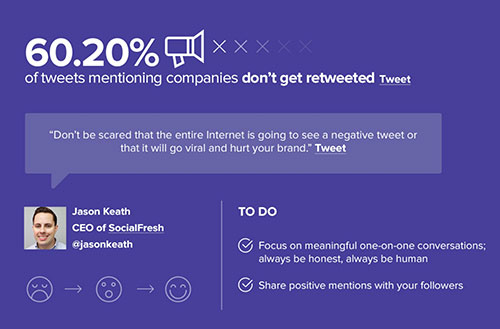 60.20%
of tweets mentioning companies don't get retweeted Tweet
“Don't be scared that the entire Internet is going to see a negative tweet or
that it will go viral and hurt your brand.” Tweet
Jason Keath
CEO of SocialFresh
@jasonkeath
TO DO
Focus on meaningful one-on-one conversations;
always be honest, always be human
Share positive mentions with your followers